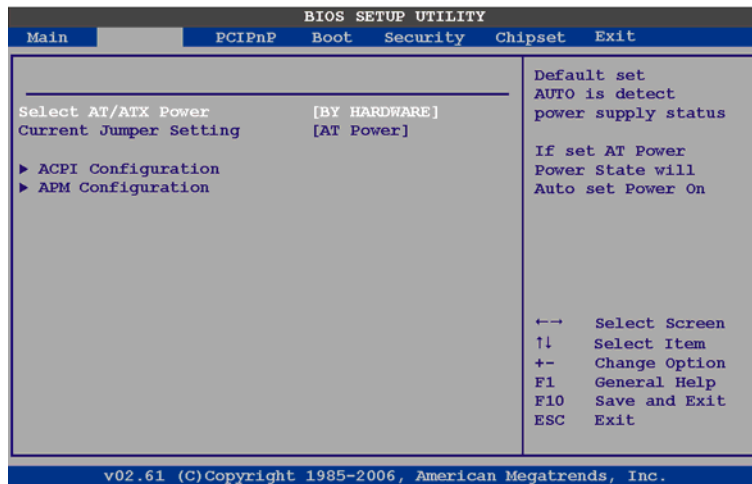 BIOS SETUP UTILITY
Main PCIPnP Boot Security Chipset Exit
Select AT/ATX Power [BY HARDWARE]
Current Jumper Setting [AT Power]
▶ ACPI Configuration
▶ APM Configuration
Default set
AUTO is detect
power supply status
If set AT Power
Power State will
Auto set Power On
←→ Select Screen
↑↓ Select Item
+- Change Option
F1 General Help
F10 Save and Exit
ESC Exit
v02.61 (C)Copyright 1985-2006, American Megatrends, Inc.